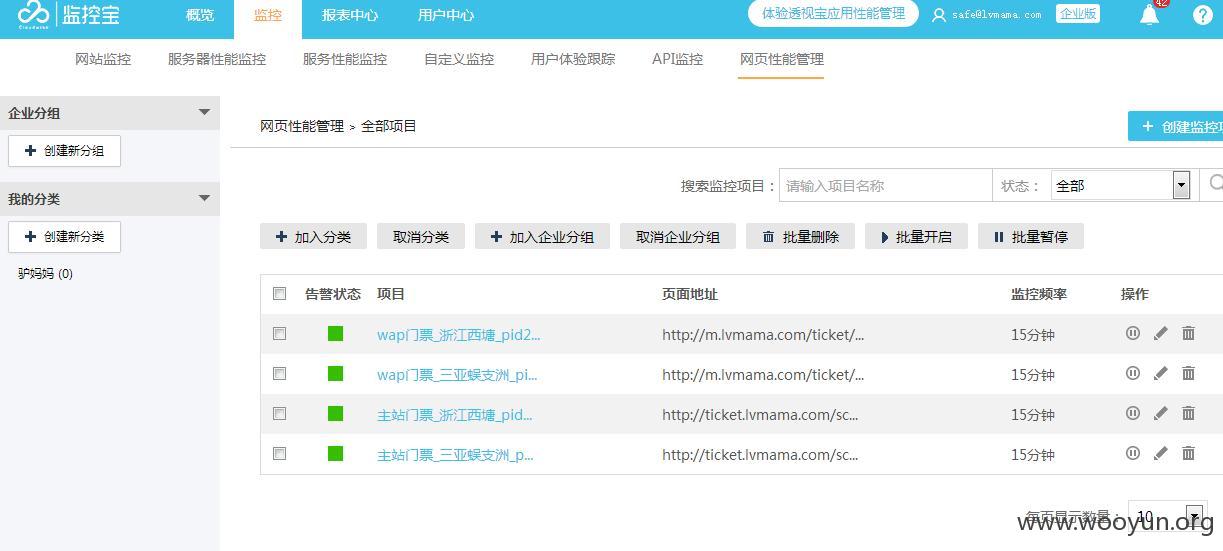 监控宝 概览 监控 报表中心 用户中心 体验透视宝应用性能管理 safe@lvmama.com 企业版 42
Cloudwise
网站监控 服务器性能监控 服务性能监控 自定义监控 用户体验跟踪 API监控 网页性能管理
企业分组
创建新分组
我的分类
创建新分类
驴妈妈 (0)
网页性能管理 > 全部项目
+ 创建监控项
搜索监控项目： 请输入项目名称 状态： 全部
加入分类 取消分类 加入企业分组 取消企业分组 批量删除 批量开启 批量暂停
告警状态 项目 页面地址 监控频率 操作
wap门票_浙江西塘_pid2... http://m.lvmama.com/ticket/... 15分钟
wap门票_三亚蜈支洲_pi... http://m.lvmama.com/ticket/... 15分钟
主站门票_浙江西塘_pid... http://ticket.lvmama.com/sc... 15分钟
主站门票_三亚蜈支洲_p... http://ticket.lvmama.com/sc... 15分钟
每页显示数量： 10
www.wooyun.org